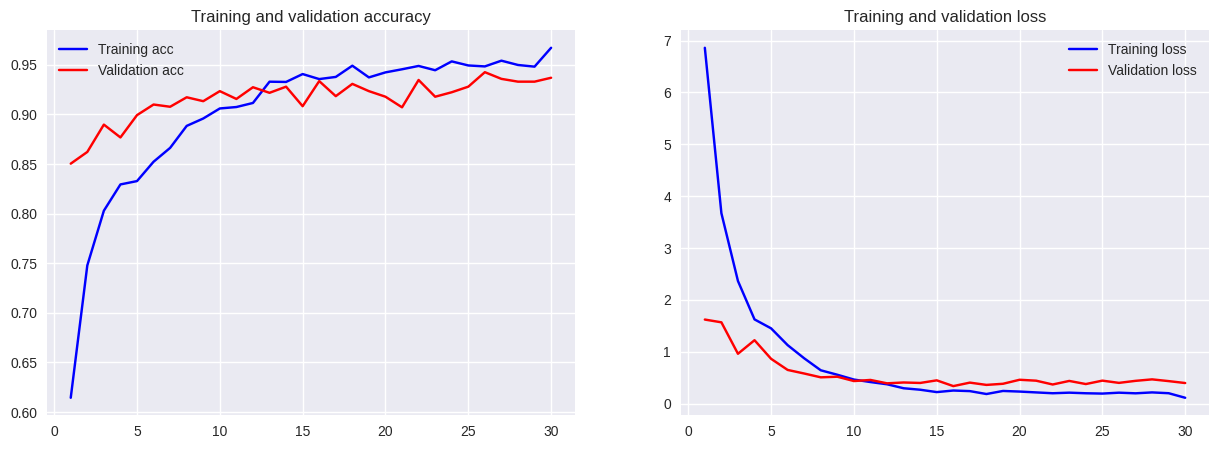 Training and validation accuracy
Training acc
Validation acc
0.95
0.90
0.85
0.80
0.75
0.70
0.65
0.60
0 5 10 15 20 25 30
Training and validation loss
Training loss
Validation loss
7
6
5
4
3
2
1
0
0 5 10 15 20 25 30